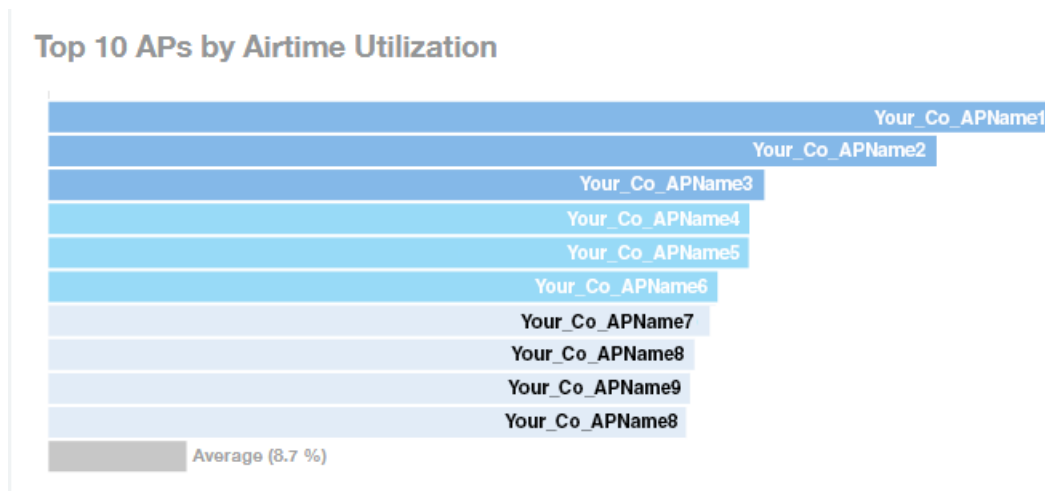 Top 10 APs by Airtime Utilization
Your_Co_APName1
Your_Co_APName2
Your_Co_APName3
Your_Co_APName4
Your_Co_APName5
Your_Co_APName6
Your_Co_APName7
Your_Co_APName8
Your_Co_APName9
Your_Co_APName8
Average (8.7 %)